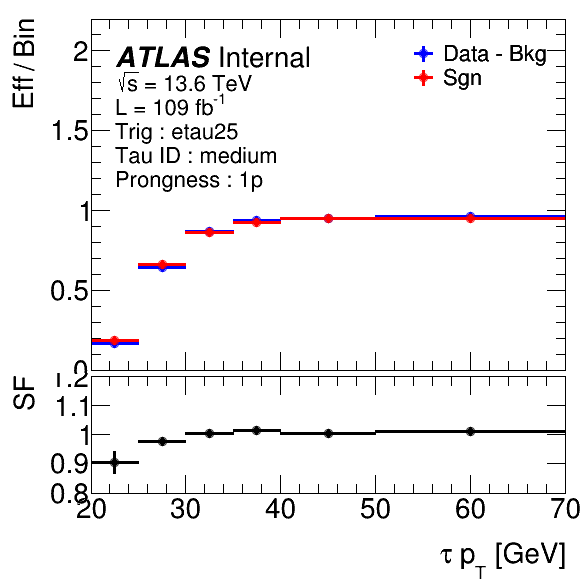 Eff / Bin
2
1.5
1
0.5
0
ATLAS Internal
√s = 13.6 TeV
L = 109 fb⁻¹
Trig : etau25
Tau ID : medium
Prongness : 1p
Data - Bkg
Sgn
SF
1.2
1.1
1
0.9
0.8
20 30 40 50 60 70
τ p_T [GeV]